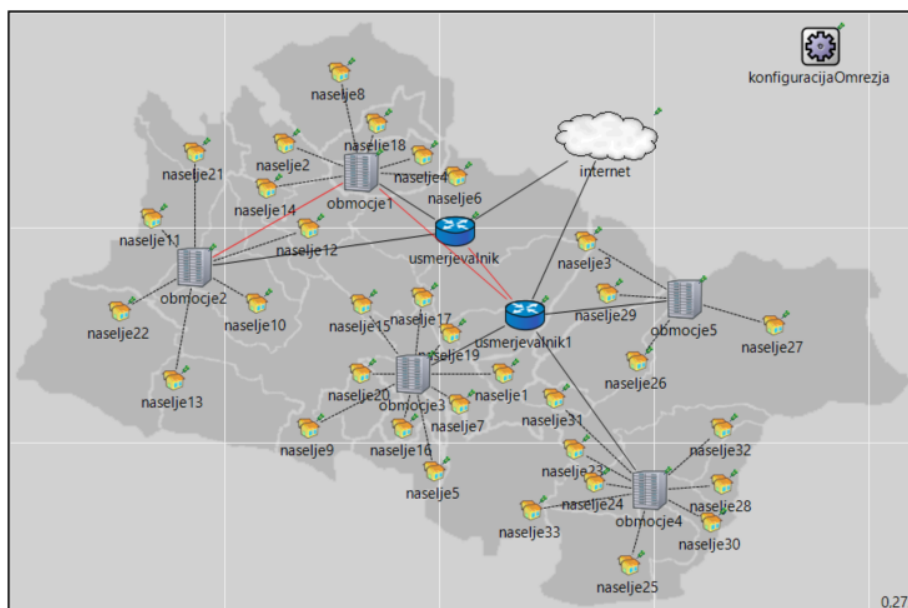 konfiguracijaOmrezja
naselje8
naselje18
naselje2
naselje4
naselje21
internet
naselje6
naselje14
obmocje1
naselje11
naselje12
usmerjevalnik
naselje3
obmocje2
naselje22
naselje10
naselje17
naselje15
usmerjevalnik1
naselje29
obmocje5
naselje27
naselje19
naselje13
naselje20
obmocje3
naselje1
naselje26
naselje7
naselje31
naselje9
naselje16
naselje32
naselje23
naselje5
naselje24
naselje28
obmocje4
naselje33
naselje30
naselje25
0,27